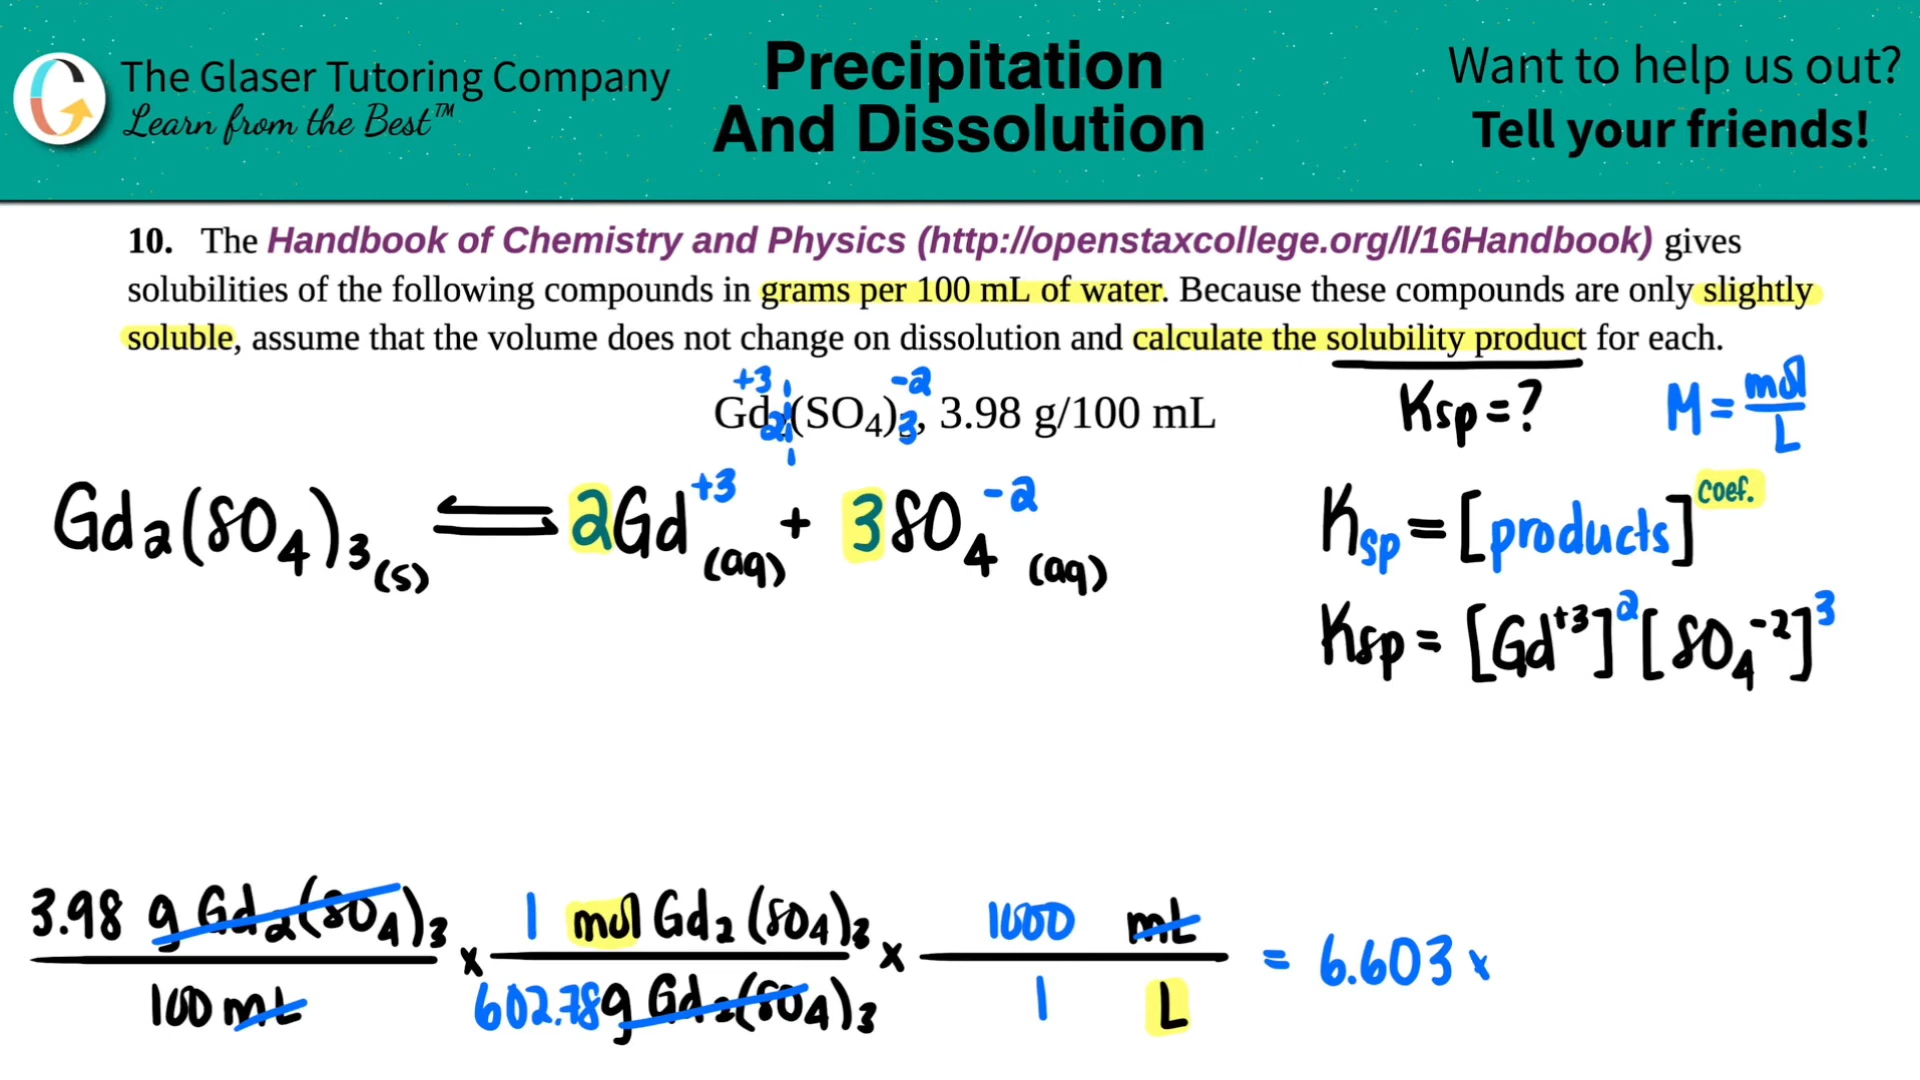 The Glaser Tutoring Company
Learn from the Best™
Precipitation
And Dissolution
Want to help us out?
Tell your friends!
10. The Handbook of Chemistry and Physics (http://openstaxcollege.org/l/16Handbook) gives
solubilities of the following compounds in grams per 100 mL of water. Because these compounds are only slightly
soluble, assume that the volume does not change on dissolution and calculate the solubility product for each.
+3 -2
Gd2(SO4)3, 3.98 g/100 mL
2 3
Ksp = ?
M = mol/L
Gd2(SO4)3(s) ⇌ 2Gd+3(aq) + 3SO4-2(aq)
Ksp = [products]coef.
Ksp = [Gd+3]2[SO4-2]3
3.98 g Gd2(SO4)3 / 100 mL × 1 mol Gd2(SO4)3 / 602.78g Gd2(SO4)3 × 1000 mL / 1 L = 6.603 ×